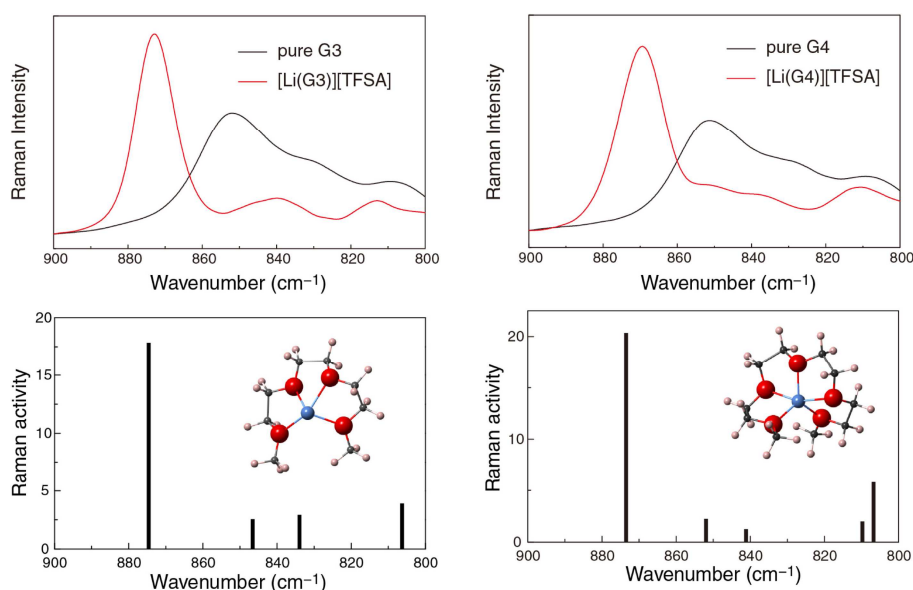 pure G3
[Li(G3)][TFSA]
Raman Intensity
900 880 860 840 820 800
Wavenumber (cm⁻¹)
pure G4
[Li(G4)][TFSA]
Raman Intensity
900 880 860 840 820 800
Wavenumber (cm⁻¹)
20
15
10
5
0
Raman activity
900 880 860 840 820 800
Wavenumber (cm⁻¹)
20
10
0
Raman activity
900 880 860 840 820 800
Wavenumber (cm⁻¹)